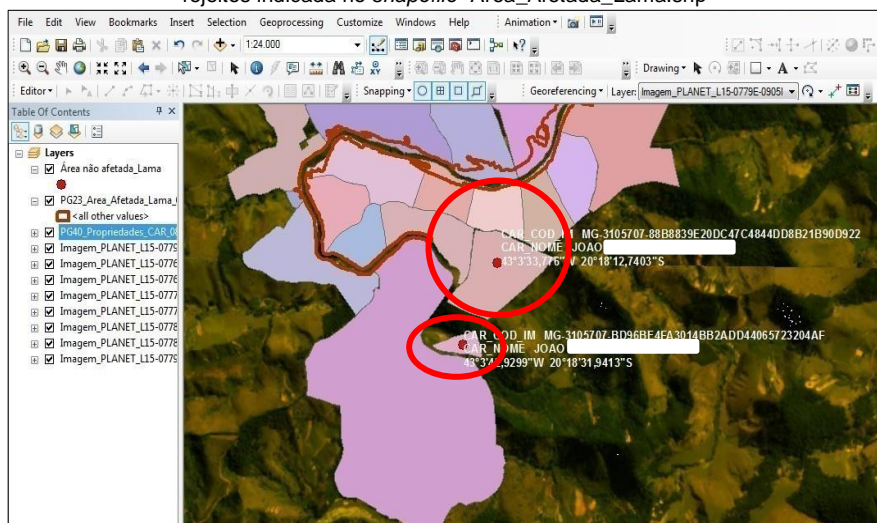 rejeitos indicada no shapefile "Área_Afetada_Lama.shp"
File Edit View Bookmarks Insert Selection Geoprocessing Customize Windows Help Animation
1:24.000
Drawing
Editor Snapping Georeferencing Layer: Imagem_PLANET_L15-0779E-0905I
Table Of Contents
Layers
Área não afetada_Lama
PG23_Area_Afetada_Lama_
<all other values>
PG40_Propriedades_CAR_08
Imagem_PLANET_L15-0779
Imagem_PLANET_L15-0776
Imagem_PLANET_L15-0776
Imagem_PLANET_L15-0777
Imagem_PLANET_L15-0777
Imagem_PLANET_L15-0778
Imagem_PLANET_L15-0778
Imagem_PLANET_L15-0779
CAR_COD_IM MG-3105707-88B8839E20DC47C4844DD8B21B90D922
CAR_NOME JOAO
43°3'33,776"W 20°18'12,7403"S
CAR_COD_IM MG-3105707-BD96BE4FA3014BB2ADD44065723204AF
CAR_NOME JOAO
43°3'42,9299"W 20°18'31,9413"S